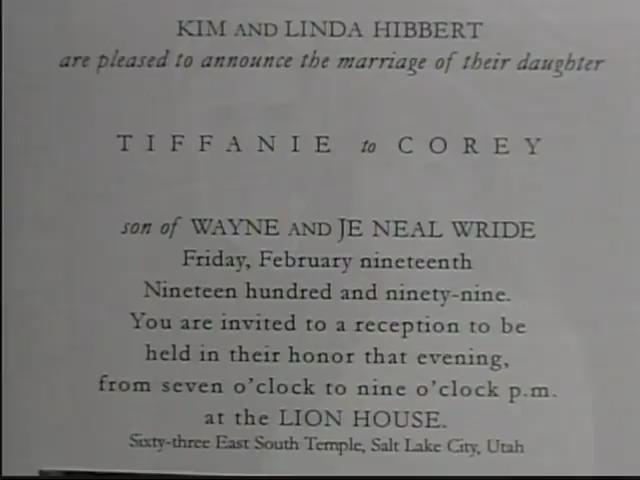 KIM AND LINDA HIBBERT
are pleased to announce the marriage of their daughter
TIFFANIE to COREY
son of WAYNE AND JE NEAL WRIDE
Friday, February nineteenth
Nineteen hundred and ninety-nine.
You are invited to a reception to be
held in their honor that evening,
from seven o'clock to nine o'clock p.m.
at the LION HOUSE.
Sixty-three East South Temple, Salt Lake City, Utah